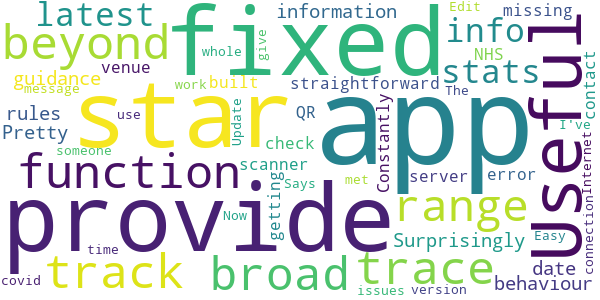 latest
fixed
information
missing
Edit
beyond
whole
give
info
NHS
Useful
venue
guidance
message
star
work
built
straightforward
stats
contact
rules
Pretty
use
Update
QR
app
Constantly
The
I've
someone
function
check
scanner
server
error
Internet
connection
Says
getting
met
provide
Now
range
Easy
Surprisingly
time
track
broad
trace
date
behaviour
covid
issues
version